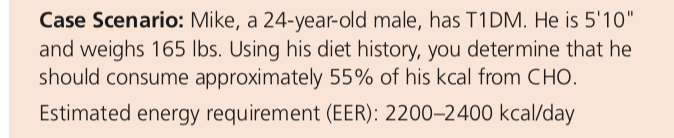 Case Scenario: Mike, a 24-year-old male, has T1DM. He is 5'10"
and weighs 165 lbs. Using his diet history, you determine that he
should consume approximately 55% of his kcal from CHO.
Estimated energy requirement (EER): 2200–2400 kcal/day